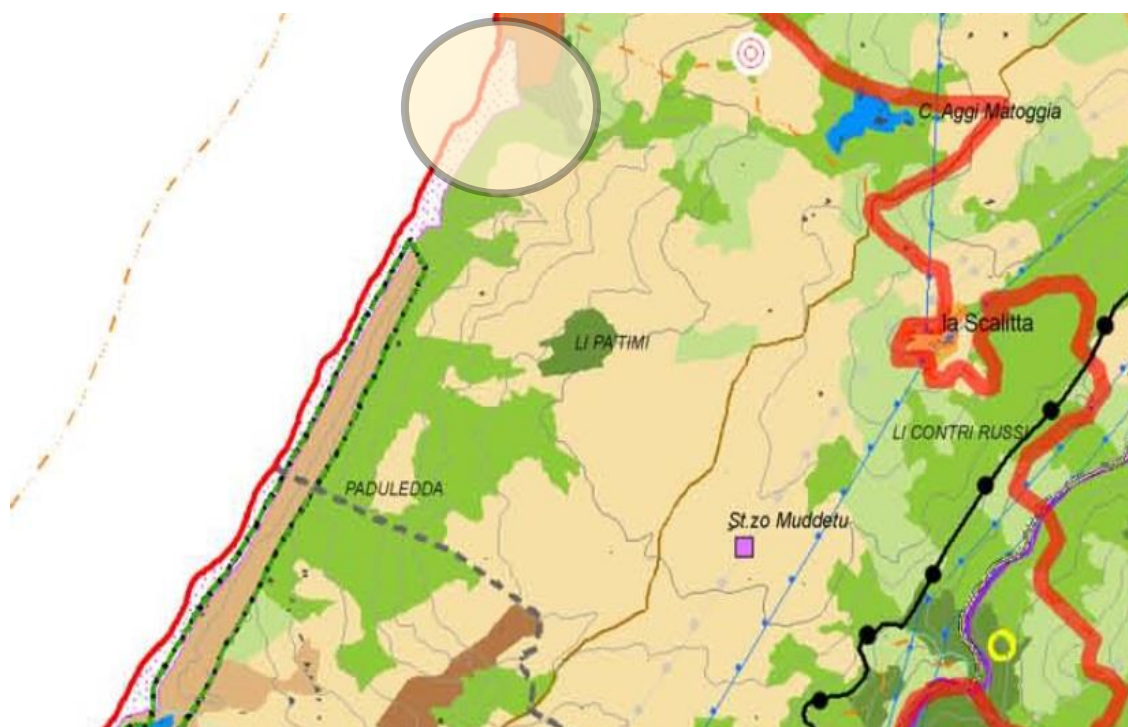 C. Aggi Matoggia
la Scalitta
LI PATIMI
LI CONTRI RUSSI
PADULEDDA
St.zo Muddetu